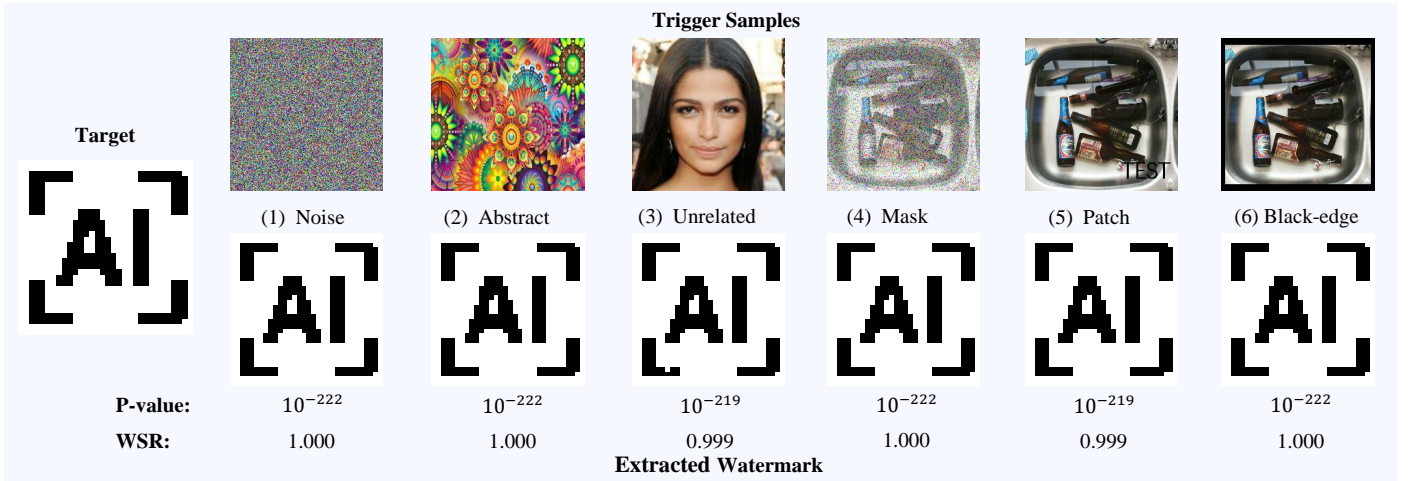 Trigger Samples
Target
TEST
(1) Noise
(2) Abstract
(3) Unrelated
(4) Mask
(5) Patch
(6) Black-edge
AI
AI
AI
AI
AI
AI
AI
P-value:
10⁻²²²
10⁻²²²
10⁻²¹⁹
10⁻²²²
10⁻²¹⁹
10⁻²²²
WSR:
1.000
1.000
0.999
1.000
0.999
1.000
Extracted Watermark